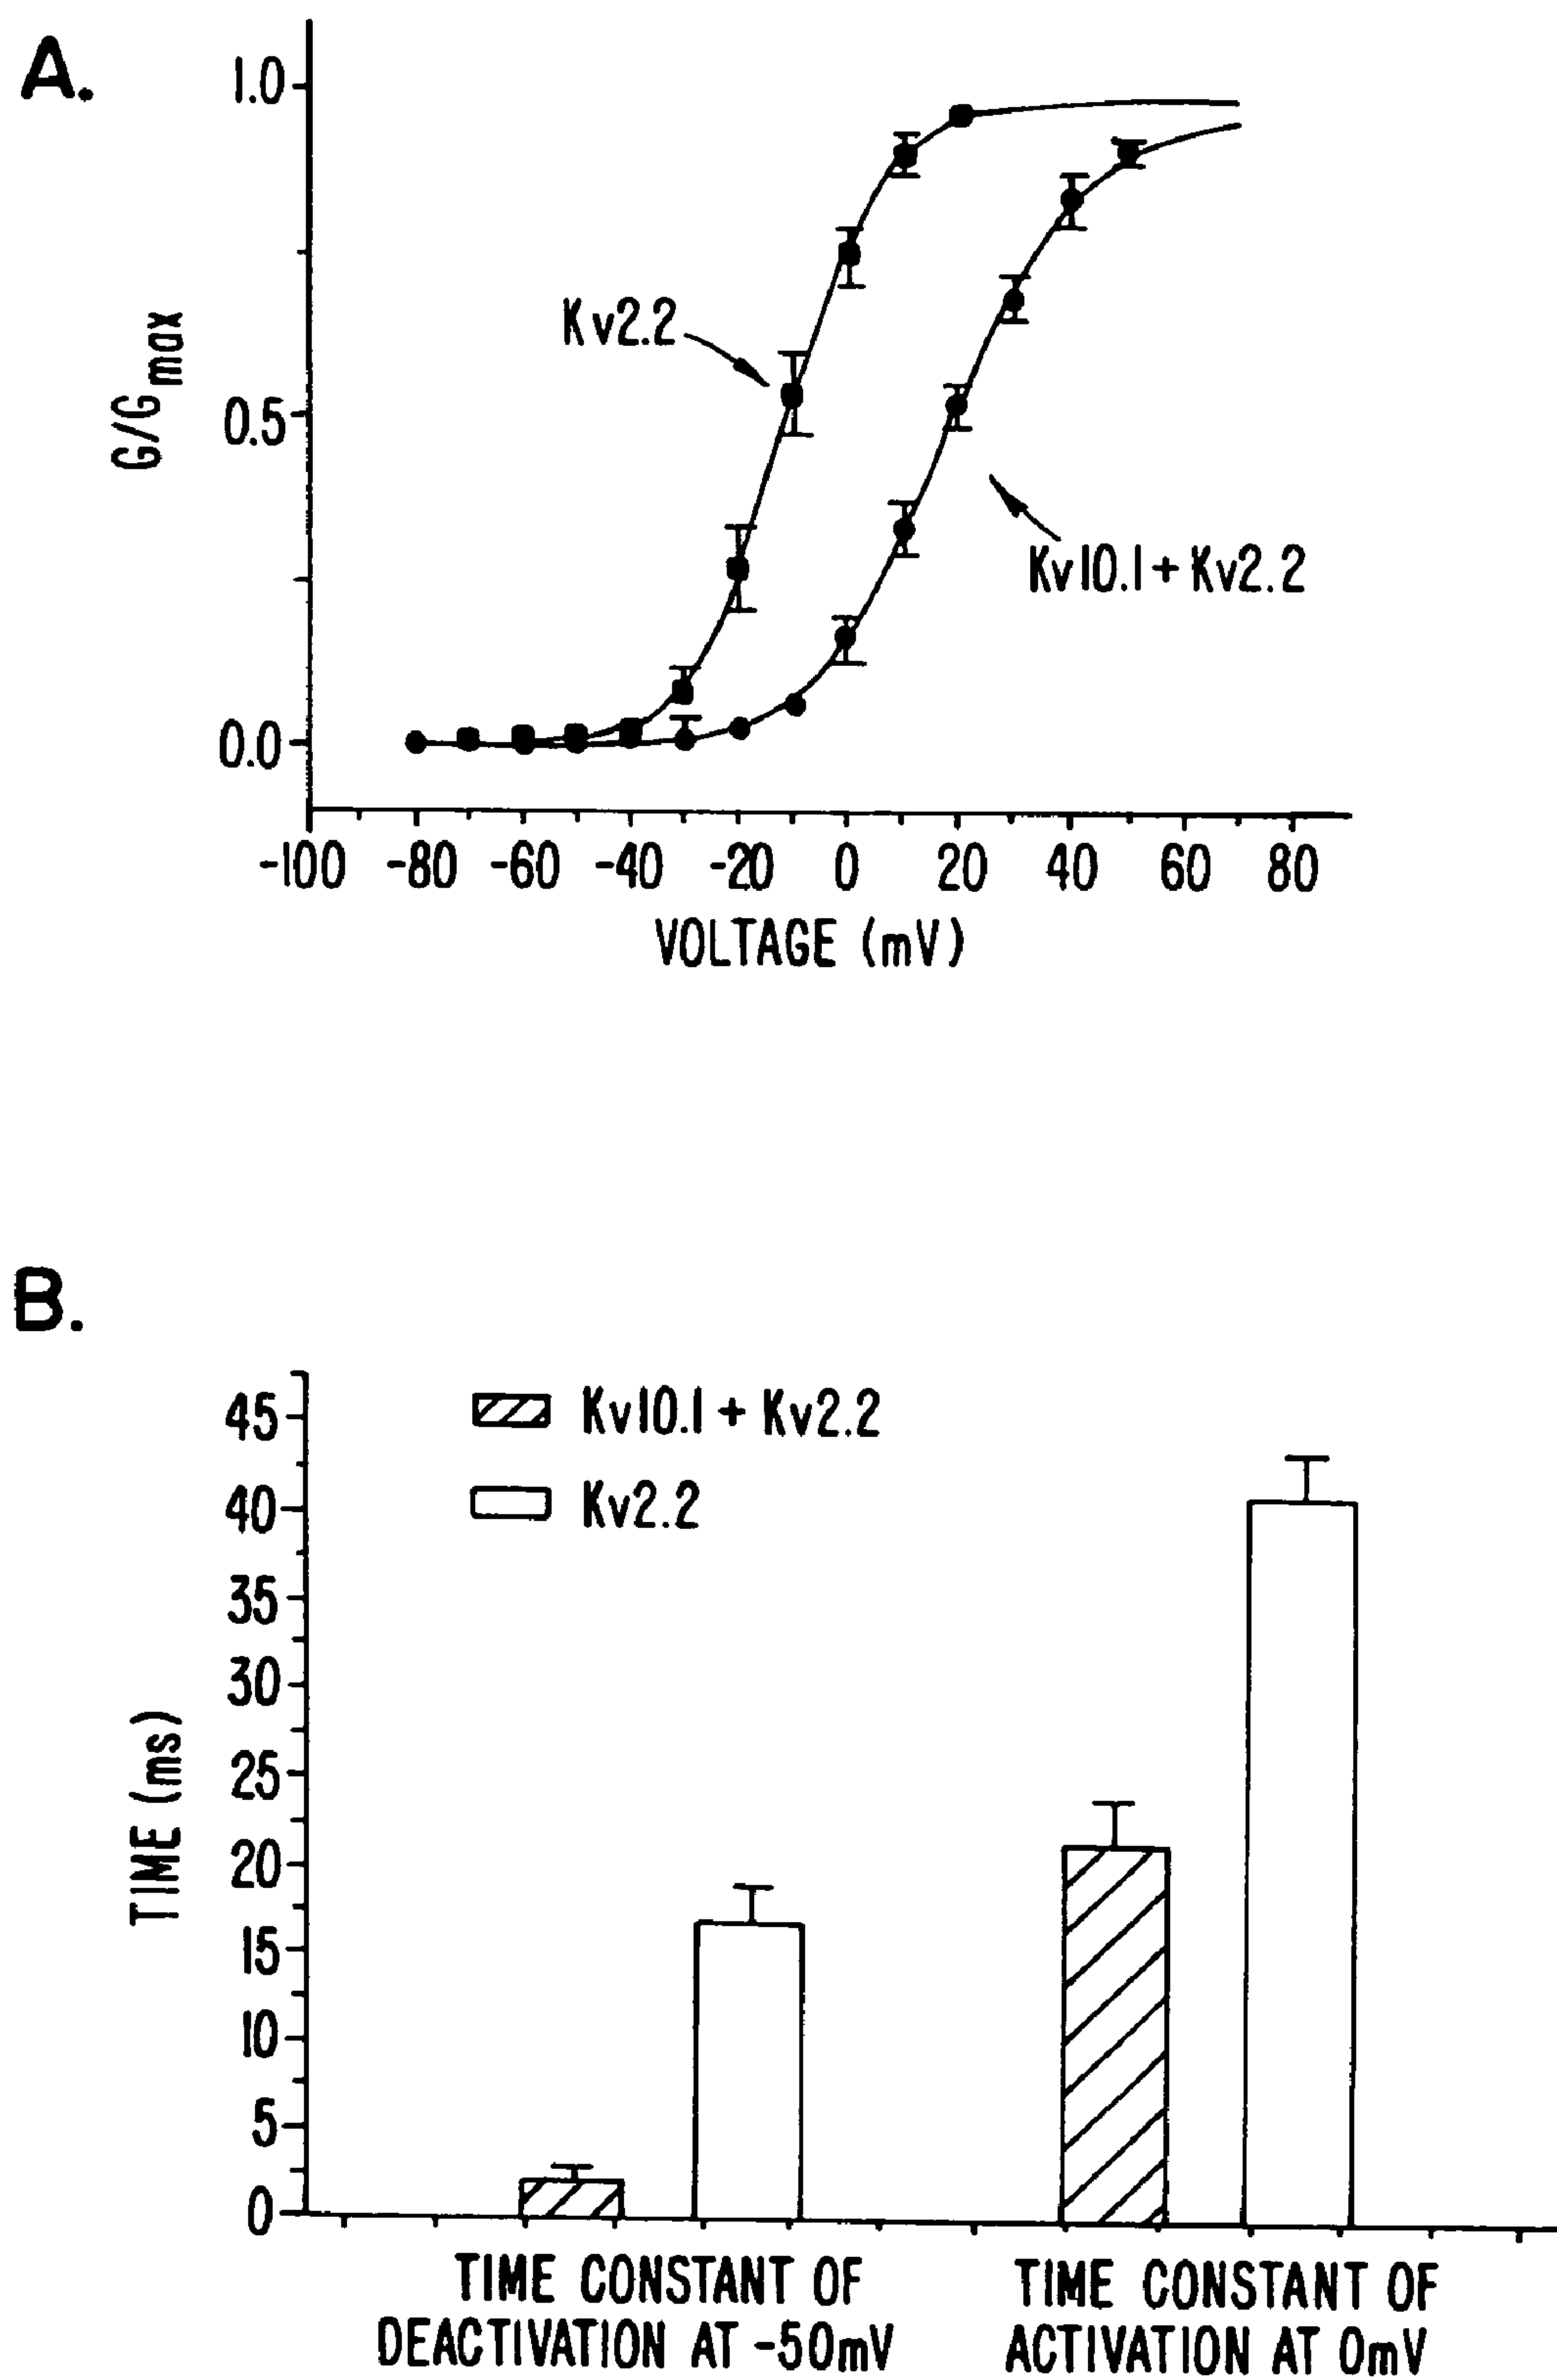 A.
1.0
0.5
0.0
G/Gmax
Kv2.2
Kv10.1 + Kv2.2
-100 -80 -60 -40 -20 0 20 40 60 80
VOLTAGE (mV)
B.
45
40
35
30
25
20
15
10
5
0
TIME (ms)
Kv10.1 + Kv2.2
Kv2.2
TIME CONSTANT OF
DEACTIVATION AT -50mV
TIME CONSTANT OF
ACTIVATION AT 0mV